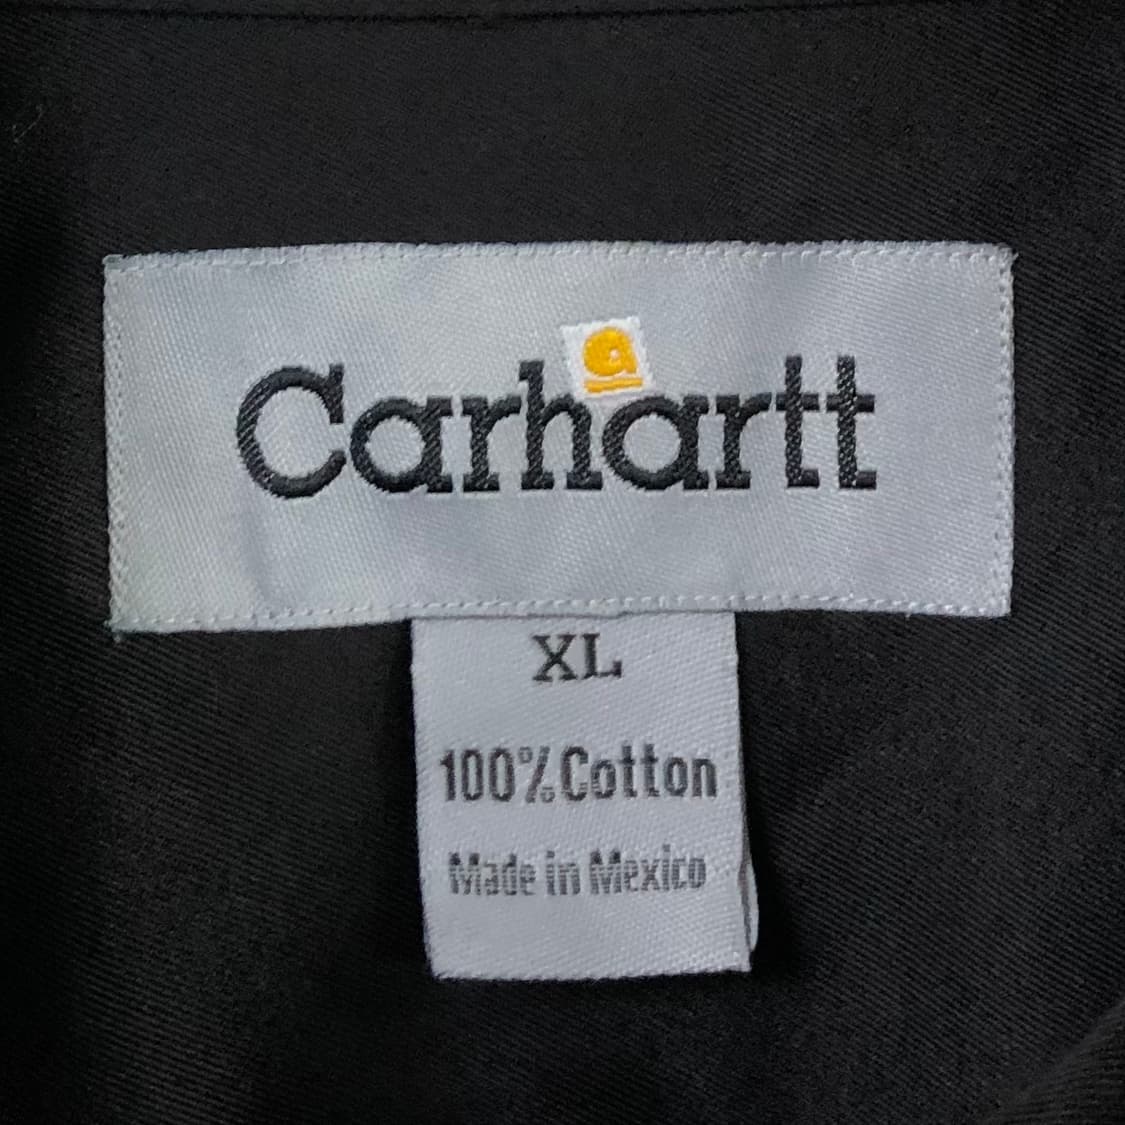 Carhartt
XL
100% Cotton
Made in Mexico